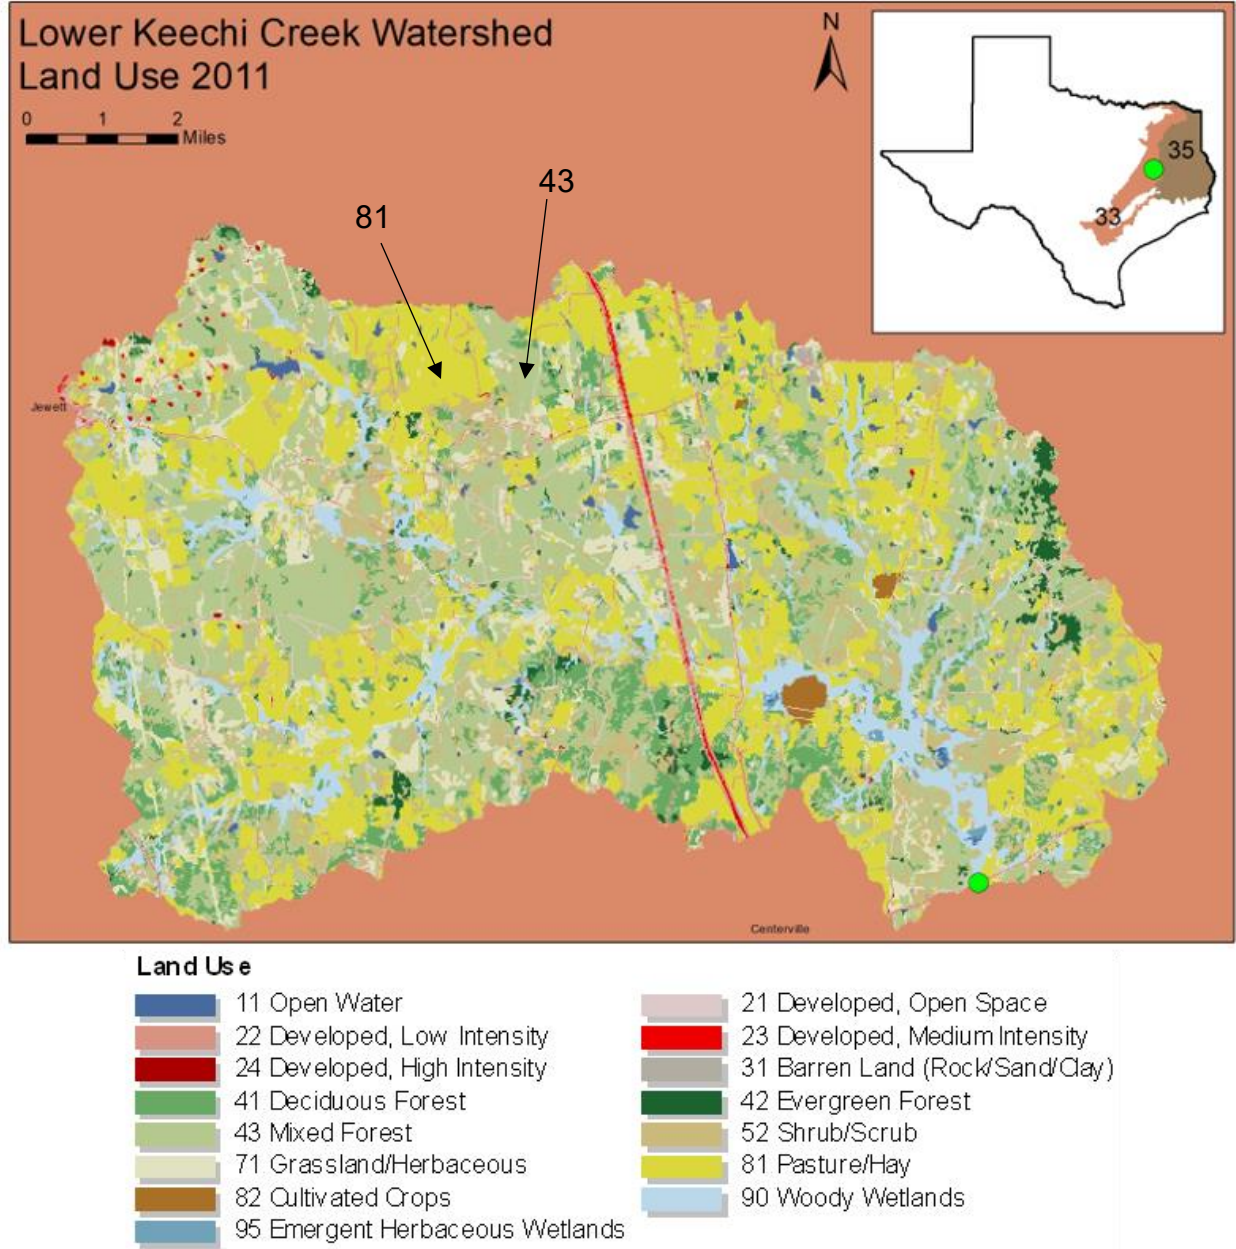 Lower Keechi Creek Watershed
Land Use 2011
0 1 2
Miles
N
35
33
43
81
Jewett
Centerville
Land Use
11 Open Water
22 Developed, Low Intensity
24 Developed, High Intensity
41 Deciduous Forest
43 Mixed Forest
71 Grassland/Herbaceous
82 Cultivated Crops
95 Emergent Herbaceous Wetlands
21 Developed, Open Space
23 Developed, Medium Intensity
31 Barren Land (Rock/Sand/Clay)
42 Evergreen Forest
52 Shrub/Scrub
81 Pasture/Hay
90 Woody Wetlands